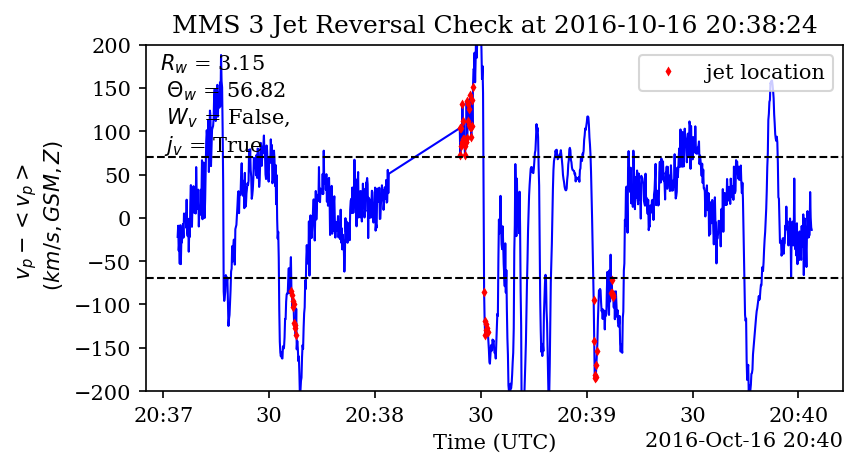 MMS 3 Jet Reversal Check at 2016-10-16 20:38:24
R_w = 3.15
Θ_w = 56.82
W_v = False,
j_v = True
jet location
v_p − < v_p >
(km/s, GSM, Z)
200
150
100
50
0
−50
−100
−150
−200
20:37 30 20:38 30 20:39 30 20:40
Time (UTC) 2016-Oct-16 20:40